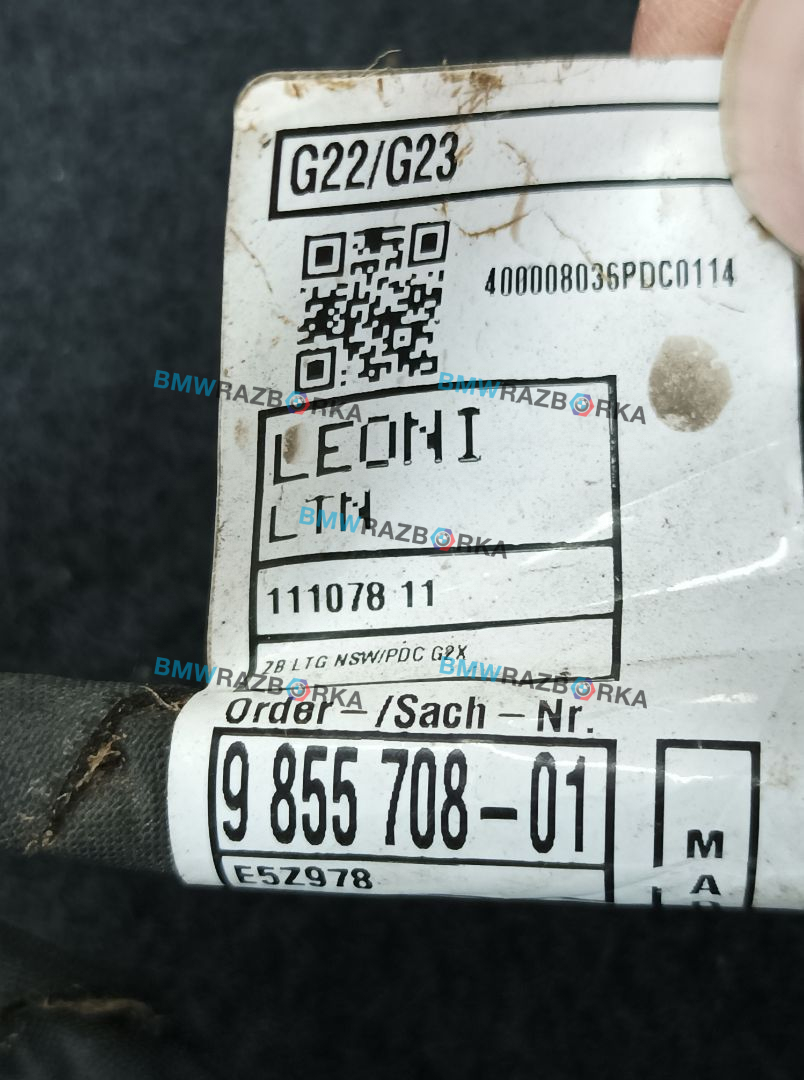 G22/G23
400008036PDC0114
BMWRAZBORKA
BMWRAZBORKA
LEONI
LTN
BMWRAZBORKA
111078 11
ZB LTG NSW/PDC G2X
BMWRAZBORKA
BMWRAZBORKA
Order-/Sach-Nr.
9 855 708-01
E5Z978
M
A